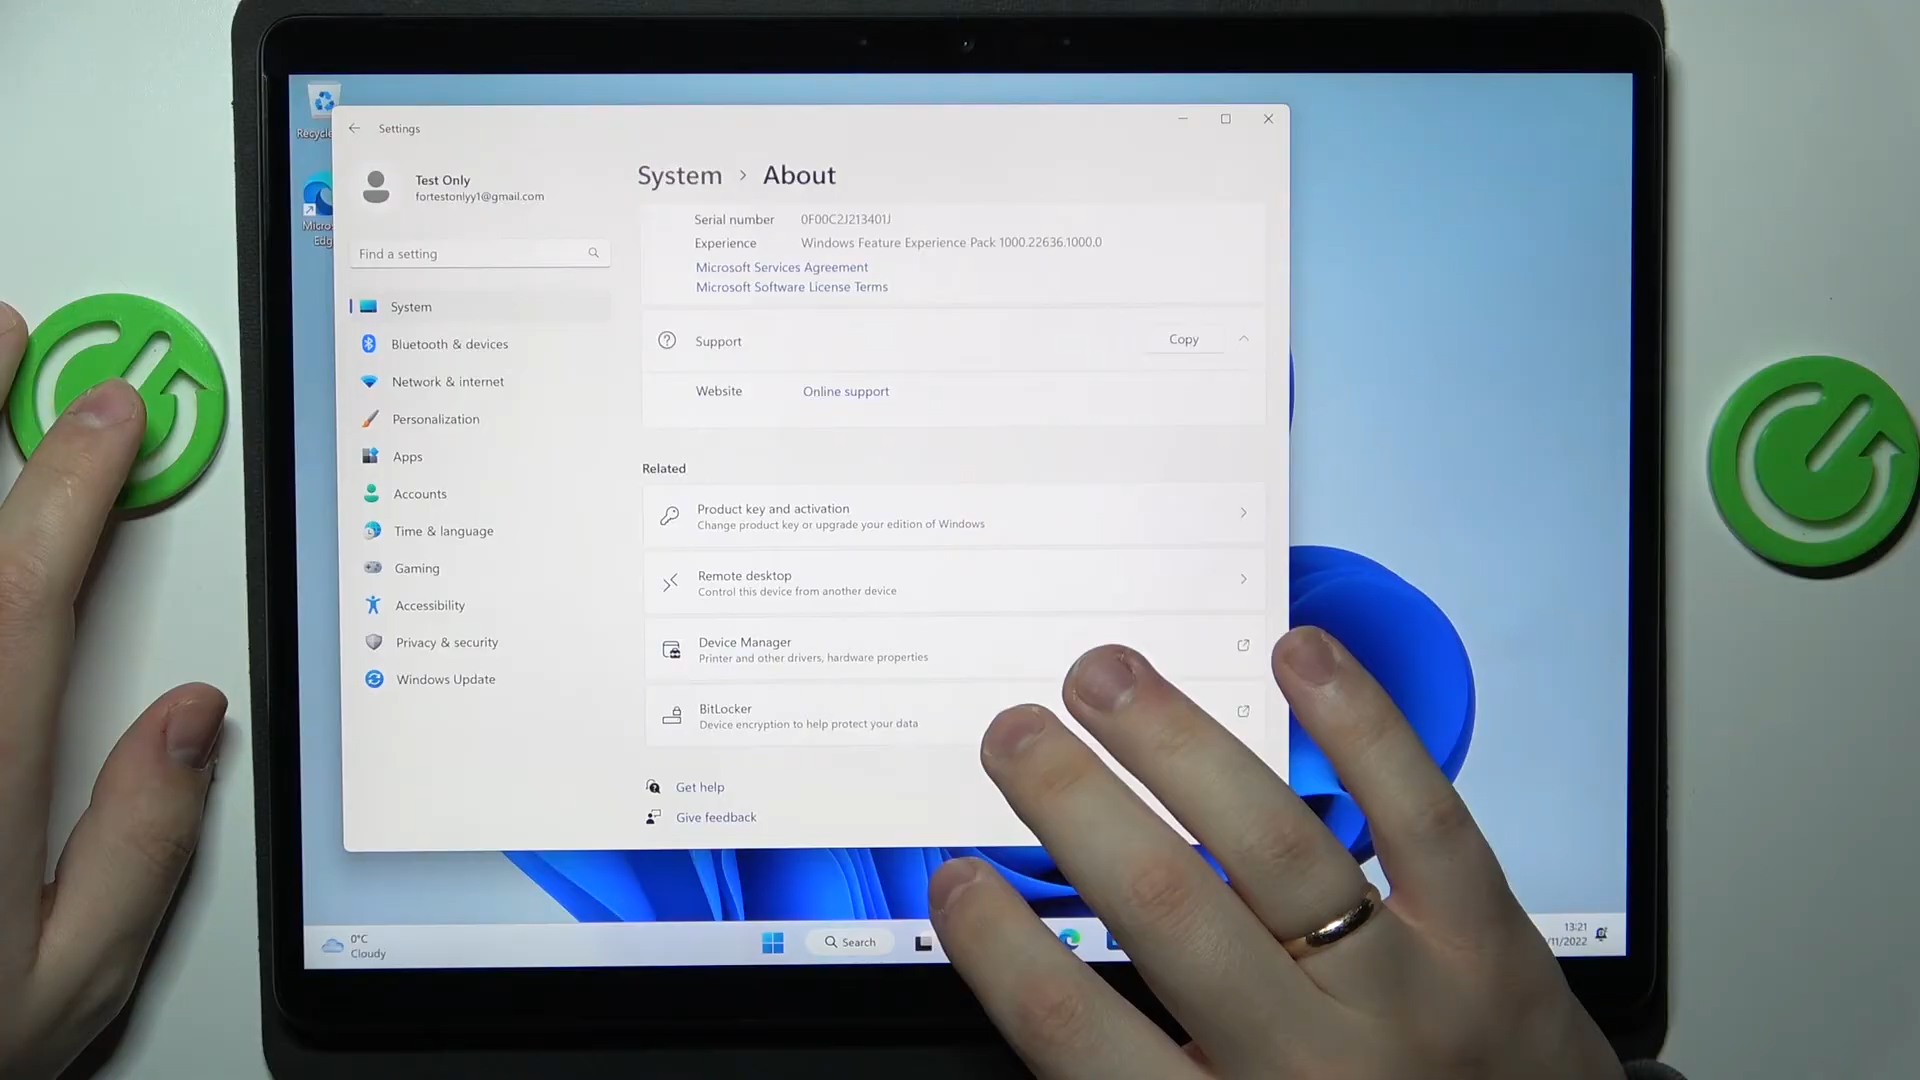 Recycle
Micros
Edg
Settings
Test Only
fortestonlyy1@gmail.com
Find a setting
System
Bluetooth & devices
Network & internet
Personalization
Apps
Accounts
Time & language
Gaming
Accessibility
Privacy & security
Windows Update
System > About
Serial number 0F00C2J213401J
Experience Windows Feature Experience Pack 1000.22636.1000.0
Microsoft Services Agreement
Microsoft Software License Terms
Support Copy
Website Online support
Related
Product key and activation
Change product key or upgrade your edition of Windows
Remote desktop
Control this device from another device
Device Manager
Printer and other drivers, hardware properties
BitLocker
Device encryption to help protect your data
Get help
Give feedback
0°C
Cloudy
Search
13:21
/11/2022